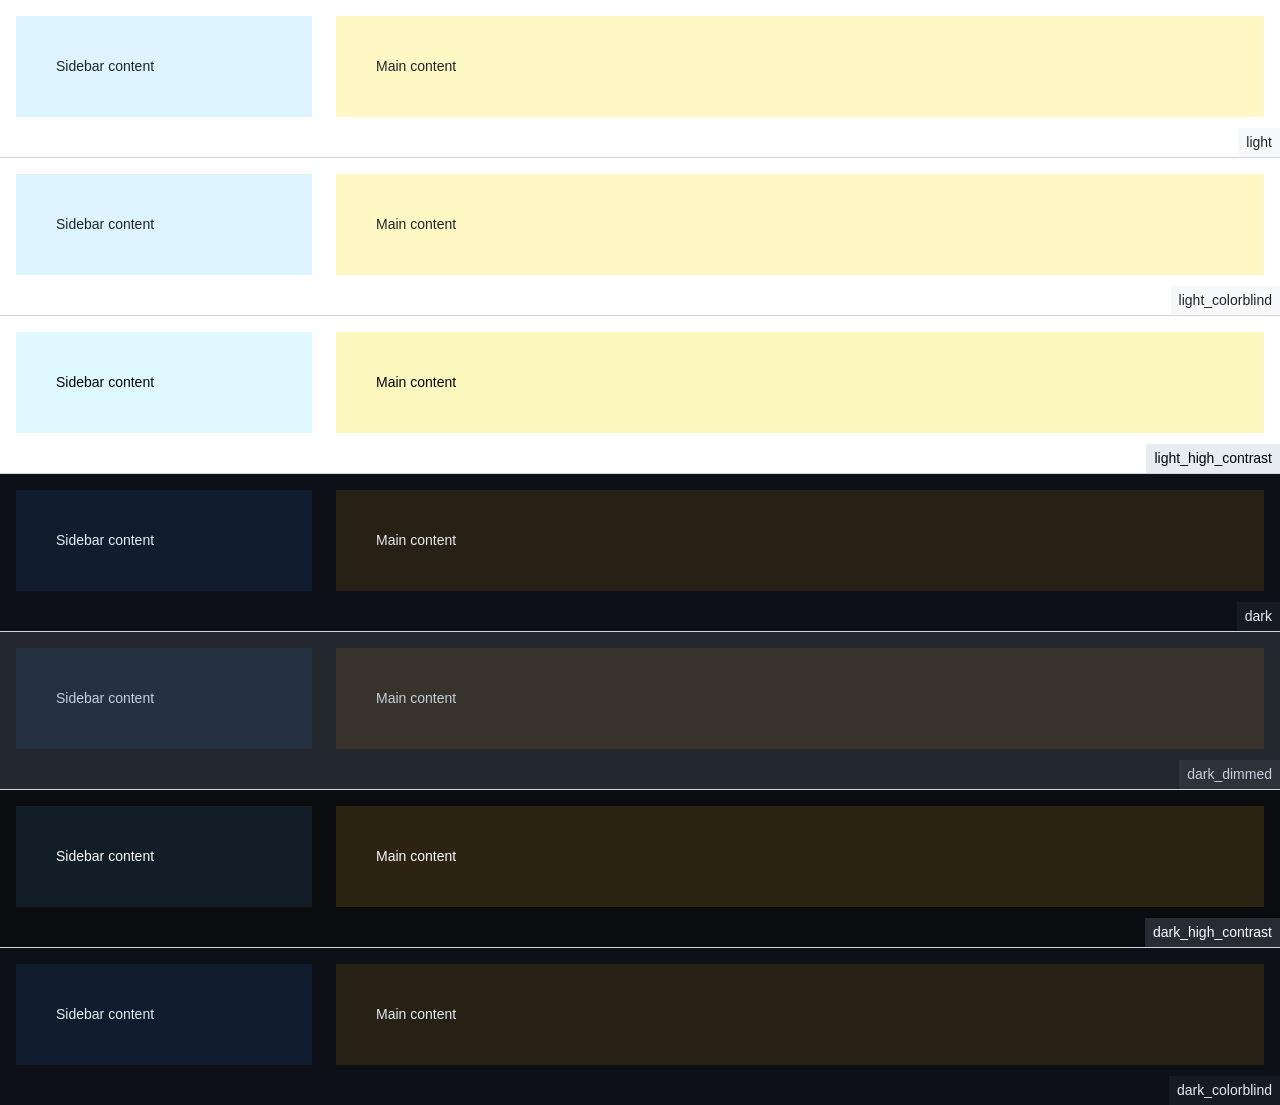 Sidebar content
Main content
light
Sidebar content
Main content
light_colorblind
Sidebar content
Main content
light_high_contrast
Sidebar content
Main content
dark
Sidebar content
Main content
dark_dimmed
Sidebar content
Main content
dark_high_contrast
Sidebar content
Main content
dark_colorblind